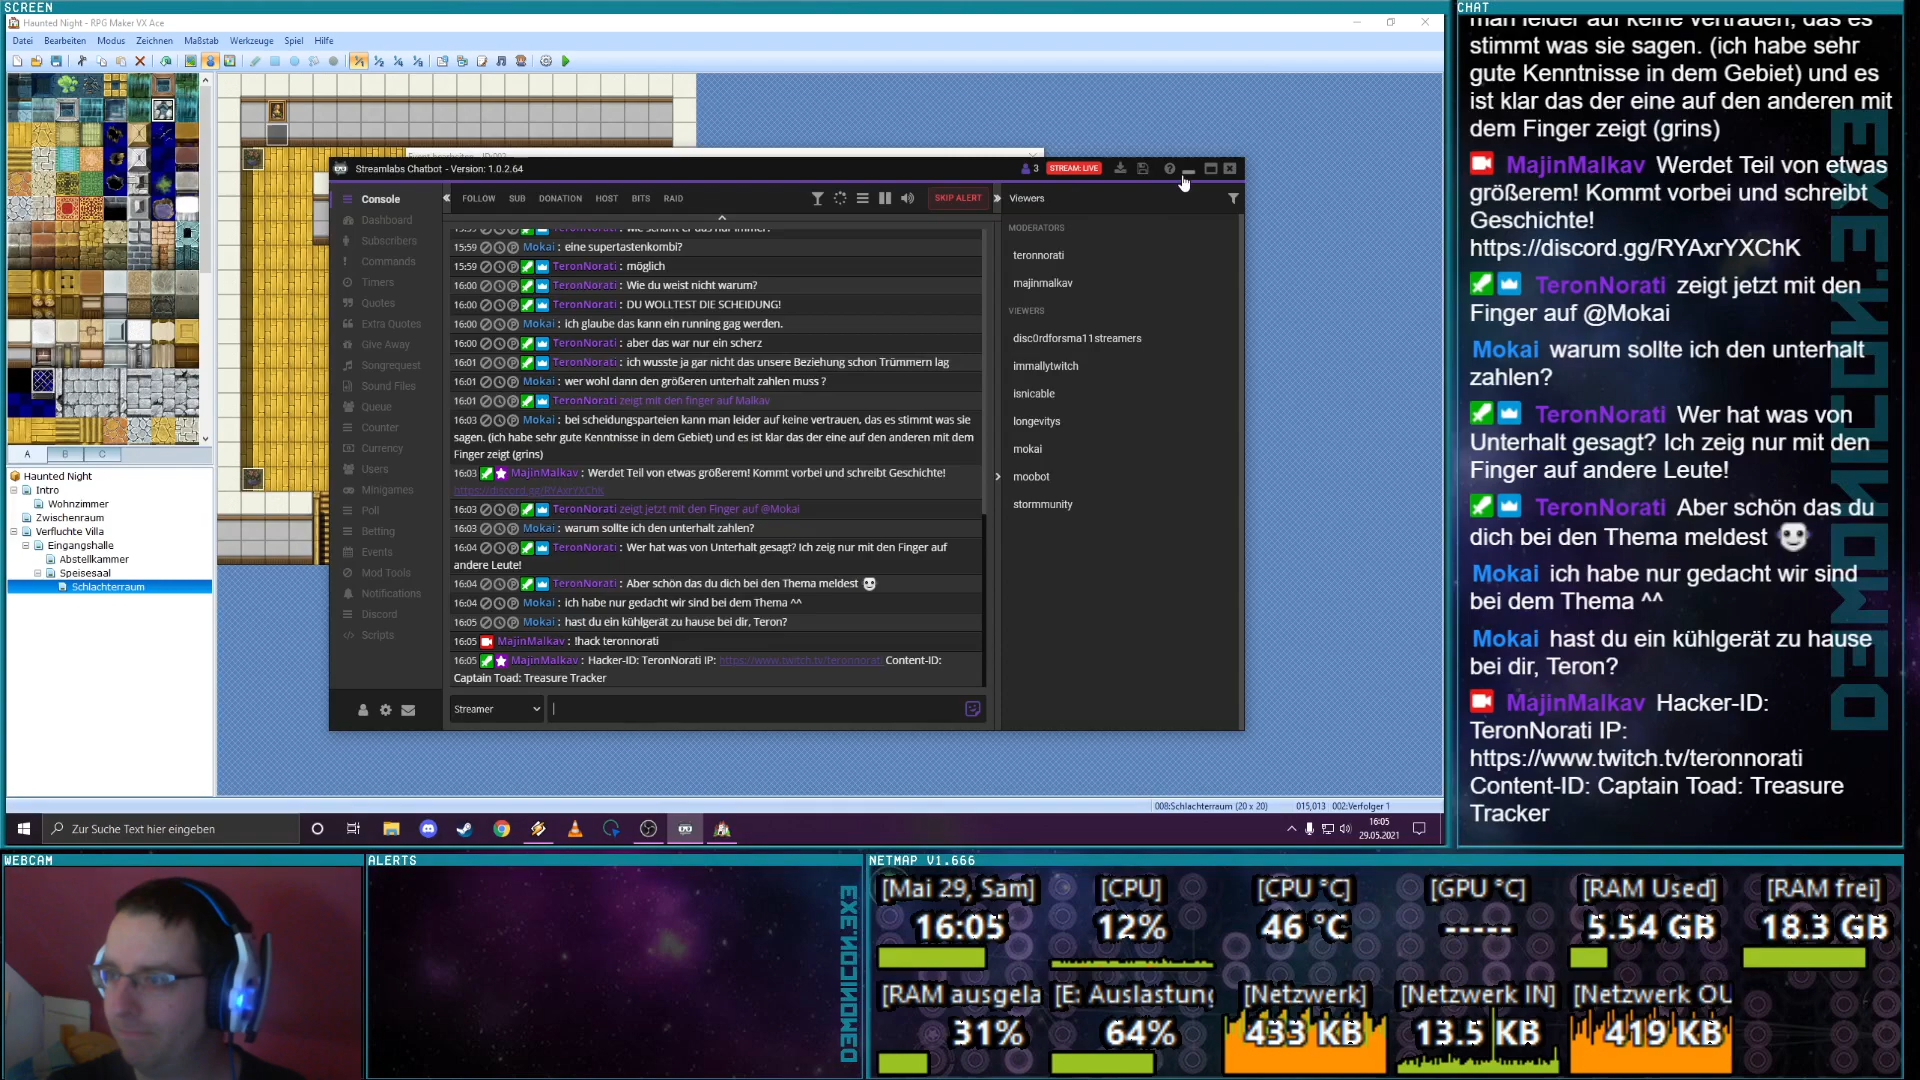 SCREEN
Haunted Night - RPG Maker VX Ace
Datei Bearbeiten Modus Zeichnen Maßstab Werkzeuge Spiel Hilfe
Streamlabs Chatbot - Version: 1.0.2.64
3 STREAM: LIVE
Console
Dashboard
Subscribers
Commands
Timers
Quotes
Extra Quotes
Give Away
Songrequest
Sound Files
Queue
Counter
Currency
Users
Minigames
Poll
Betting
Events
Mod Tools
Notifications
Discord
Scripts
FOLLOW SUB DONATION HOST BITS RAID SKIP ALERT
15:59 Mokai : eine supertastenkombi?
15:59 TeronNorati : möglich
16:00 TeronNorati : Wie du weist nicht warum?
16:00 TeronNorati : DU WOLLTEST DIE SCHEIDUNG!
16:00 Mokai : ich glaube das kann ein running gag werden.
16:00 TeronNorati : aber das war nur ein scherz
16:01 TeronNorati : ich wusste ja gar nicht das unsere Beziehung schon Trümmern lag
16:01 Mokai : wer wohl dann den größeren unterhalt zahlen muss ?
16:01 TeronNorati zeigt mit den finger auf Malkav
16:03 Mokai : bei scheidungsparteien kann man leider auf keine vertrauen, das es stimmt was sie
sagen. (ich habe sehr gute Kenntnisse in dem Gebiet) und es ist klar das der eine auf den anderen mit dem
Finger zeigt (grins)
16:03 MajinMalkav : Werdet Teil von etwas größerem! Kommt vorbei und schreibt Geschichte!
https://discord.gg/RYAxrYXChK
16:03 TeronNorati zeigt jetzt mit den Finger auf @Mokai
16:03 Mokai : warum sollte ich den unterhalt zahlen?
16:04 TeronNorati : Wer hat was von Unterhalt gesagt? Ich zeig nur mit den Finger auf
andere Leute!
16:04 TeronNorati : Aber schön das du dich bei den Thema meldest
16:04 Mokai : ich habe nur gedacht wir sind bei dem Thema ^^
16:05 Mokai : hast du ein kühlgerät zu hause bei dir, Teron?
16:05 MajinMalkav : !hack teronnorati
16:05 MajinMalkav : Hacker-ID: TeronNorati IP: https://www.twitch.tv/teronnorati Content-ID:
Captain Toad: Treasure Tracker
Streamer
Viewers
MODERATORS
teronnorati
majinmalkav
VIEWERS
disc0rdforsma11streamers
immallytwitch
isnicable
longevitys
mokai
moobot
stormmunity
A B C
Haunted Night
Intro
Wohnzimmer
Zwischenraum
Verfluchte Villa
Eingangshalle
Abstellkammer
Speisesaal
Schlachterraum
008:Schlachterraum (20 x 20) 015,013 002:Verfolger 1
Zur Suche Text hier eingeben
16:05
29.05.2021
CHAT
man leider auf keine vertrauen, das es
stimmt was sie sagen. (ich habe sehr
gute Kenntnisse in dem Gebiet) und es
ist klar das der eine auf den anderen mit
dem Finger zeigt (grins)
MajinMalkav Werdet Teil von etwas
größerem! Kommt vorbei und schreibt
Geschichte!
https://discord.gg/RYAxrYXChK
TeronNorati zeigt jetzt mit den
Finger auf @Mokai
Mokai warum sollte ich den unterhalt
zahlen?
TeronNorati Wer hat was von
Unterhalt gesagt? Ich zeig nur mit den
Finger auf andere Leute!
TeronNorati Aber schön das du
dich bei den Thema meldest
Mokai ich habe nur gedacht wir sind
bei dem Thema ^^
Mokai hast du ein kühlgerät zu hause
bei dir, Teron?
MajinMalkav Hacker-ID:
TeronNorati IP:
https://www.twitch.tv/teronnorati
Content-ID: Captain Toad: Treasure
Tracker
WEBCAM
ALERTS
NETMAP V1.666
[Mai 29, Sam] [CPU] [CPU °C] [GPU °C] [RAM Used] [RAM frei]
16:05 12% 46 °C ----- 5.54 GB 18.3 GB
[RAM ausgela [E: Auslastung [Netzwerk] [Netzwerk IN] [Netzwerk OU
31% 64% 433 KB 13.5 KB 419 KB